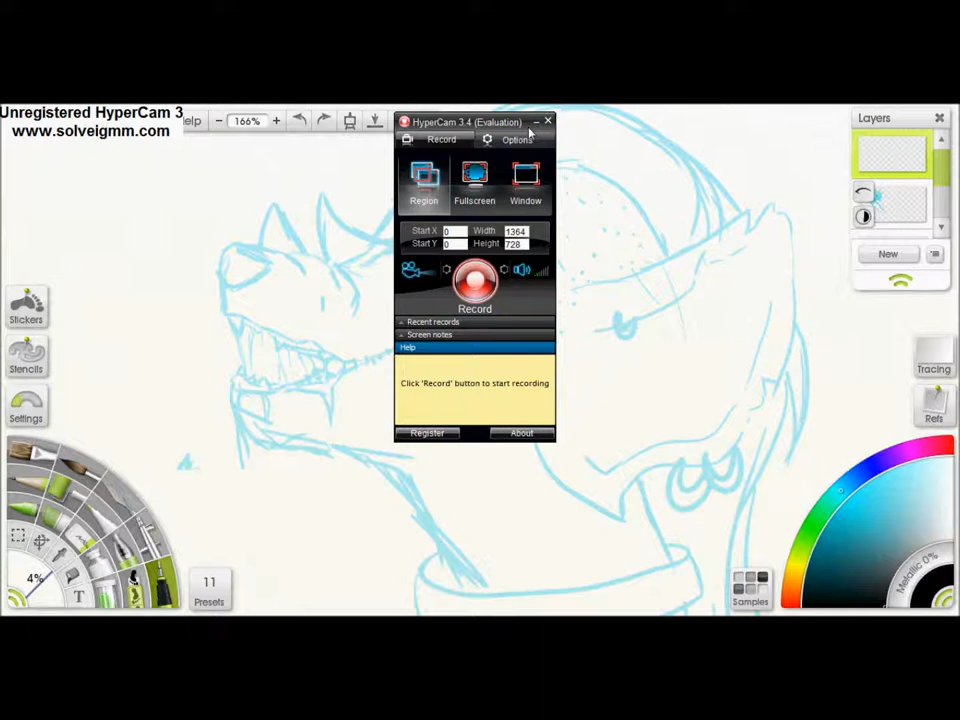 Unregistered HyperCam 3
www.solveigmm.com
elp
166%
HyperCam 3.4 (Evaluation)
Record
Options
Region
Fullscreen
Window
Start X 0 Width 1364
Start Y 0 Height 728
Record
Recent records
Screen notes
Help
Click 'Record' button to start recording
Register
About
Layers
New
Stickers
Stencils
Settings
Tracing
Refs
4%
T
11
Presets
Samples
Metallic 0%